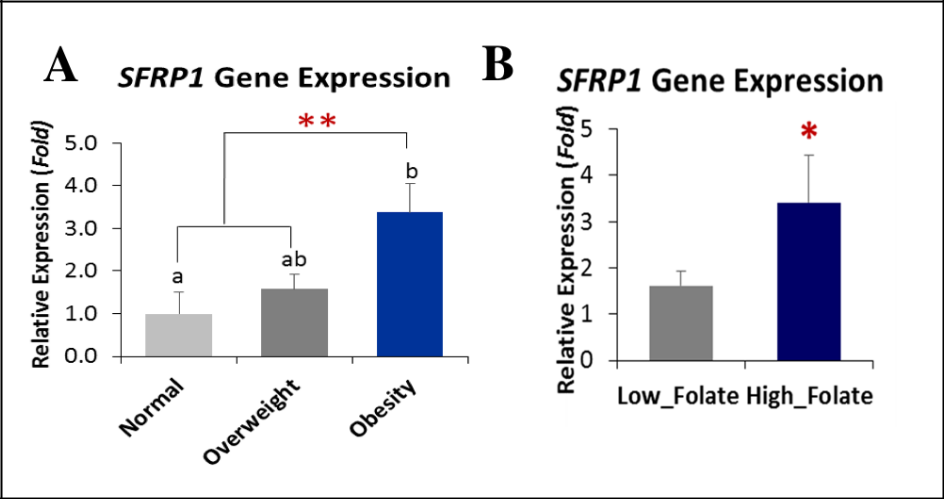 A
SFRP1 Gene Expression
Relative Expression (Fold)
5.0
4.0
3.0
2.0
1.0
0.0
**
a
ab
b
Normal
Overweight
Obesity
B
SFRP1 Gene Expression
Relative Expression (Fold)
5
4
3
2
1
0
*
Low_Folate High_Folate